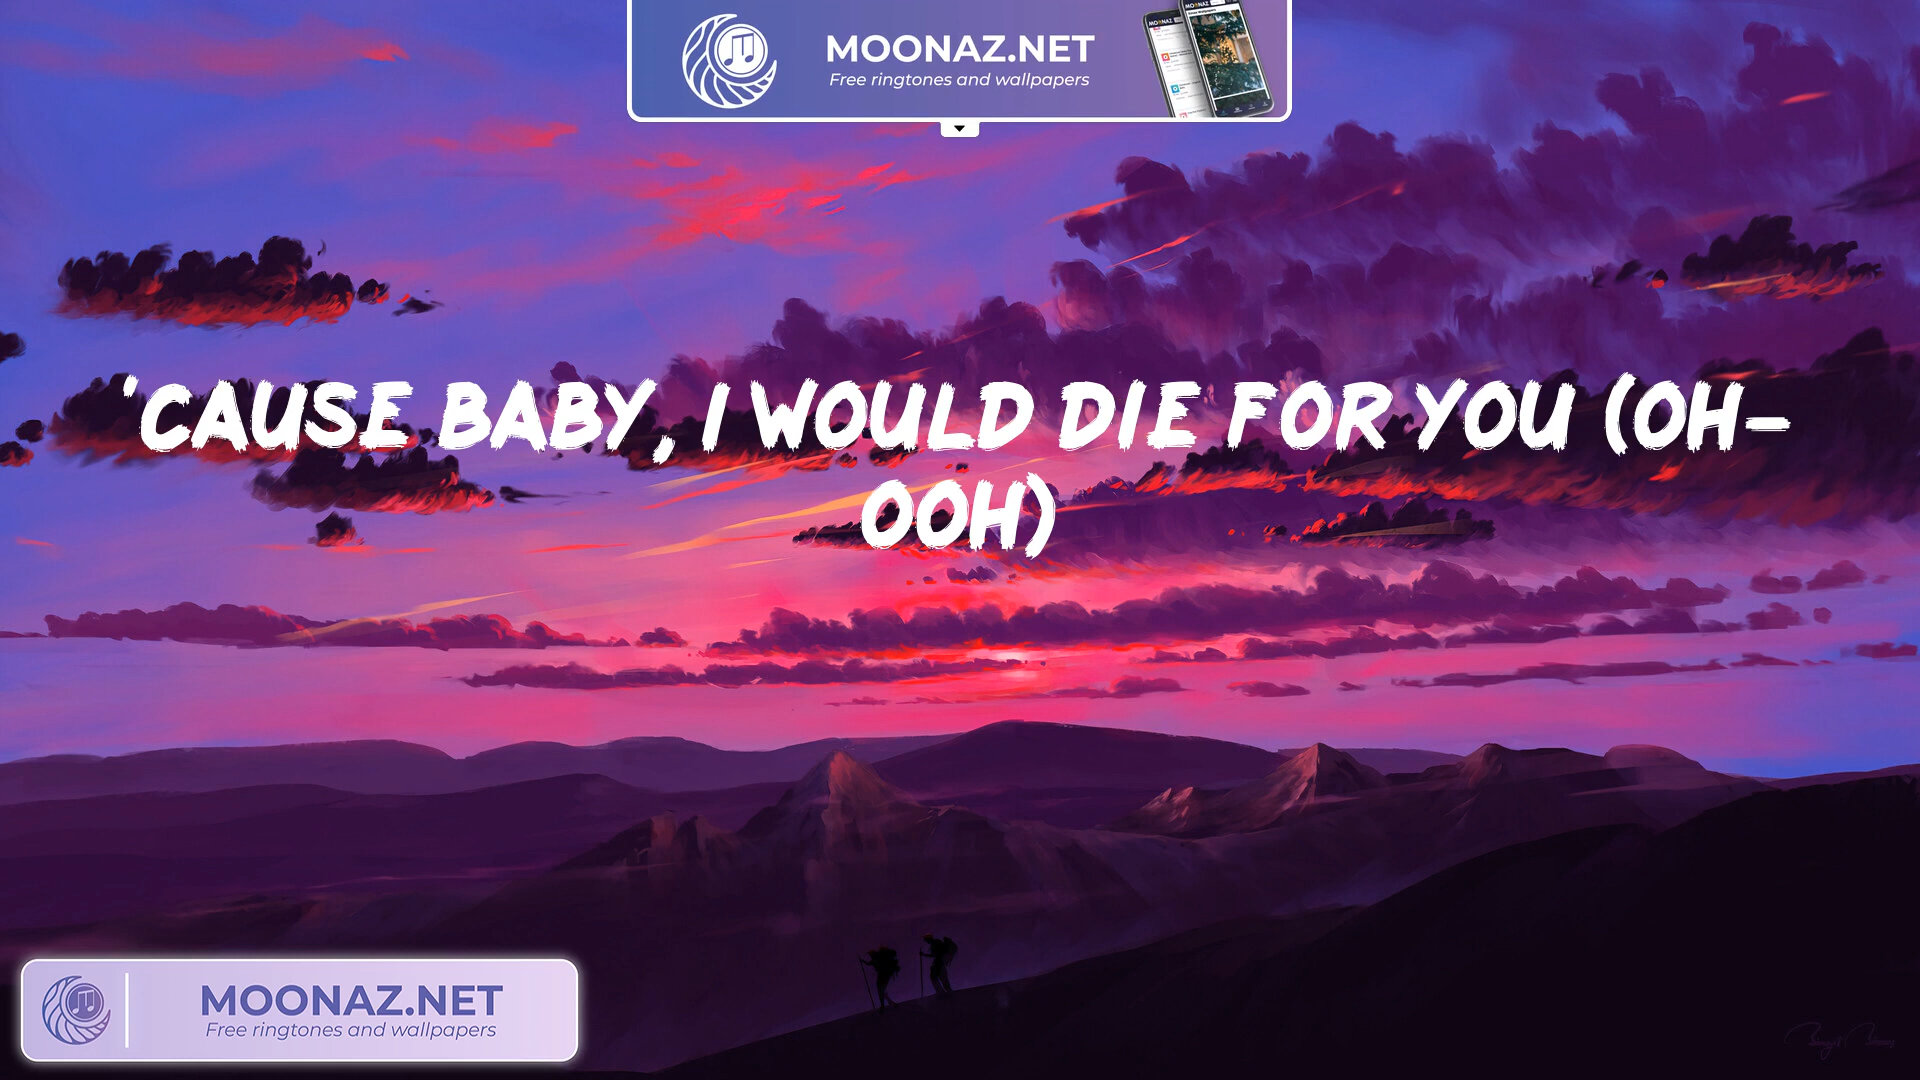 MOONAZ.NET
Free ringtones and wallpapers
'CAUSE BABY, I WOULD DIE FOR YOU (OH-
OOH)
MOONAZ.NET
Free ringtones and wallpapers